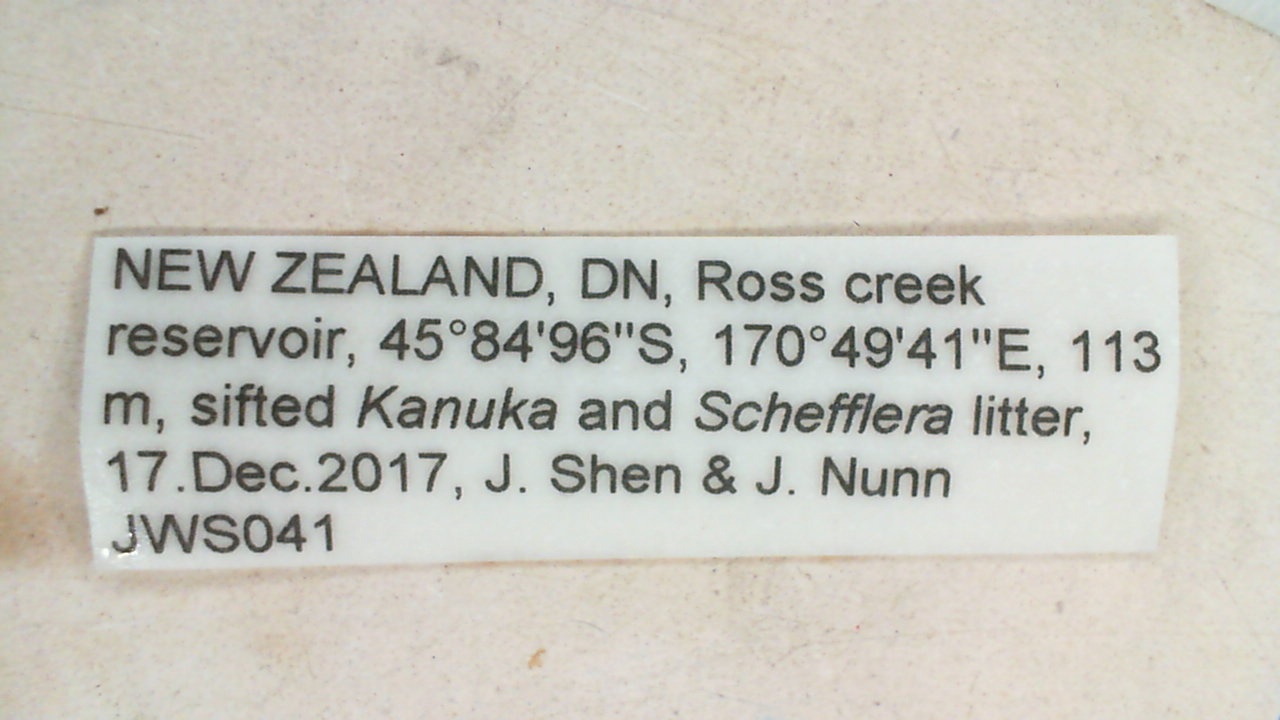 NEW ZEALAND, DN, Ross creek
reservoir, 45°84'96"S, 170°49'41"E, 113
m, sifted Kanuka and Schefflera litter,
17.Dec.2017, J. Shen & J. Nunn
JWS041